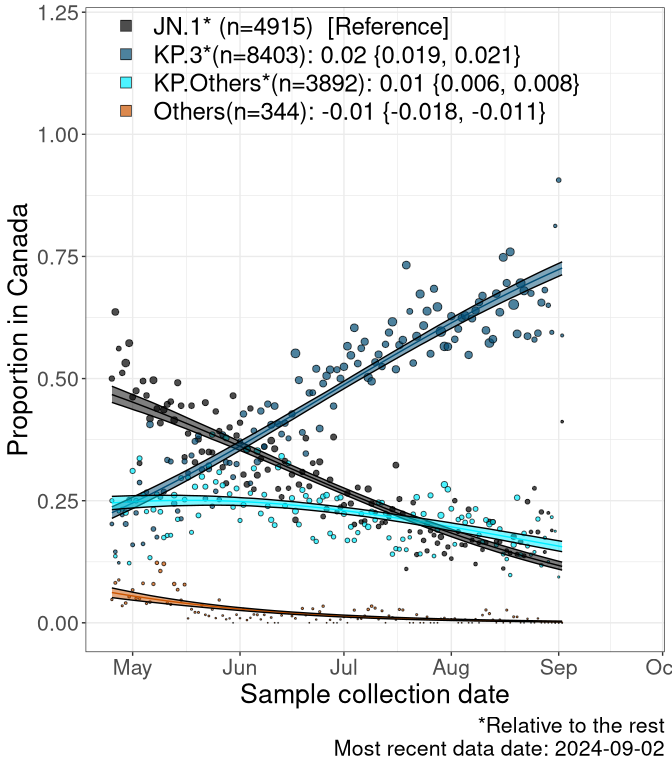 JN.1* (n=4915)  [Reference]
KP.3*(n=8403): 0.02 {0.019, 0.021}
KP.Others*(n=3892): 0.01 {0.006, 0.008}
Others(n=344): -0.01 {-0.018, -0.011}
1.25
1.00
0.75
0.50
0.25
0.00
Proportion in Canada
May Jun Jul Aug Sep Oc
Sample collection date
*Relative to the rest
Most recent data date: 2024-09-02